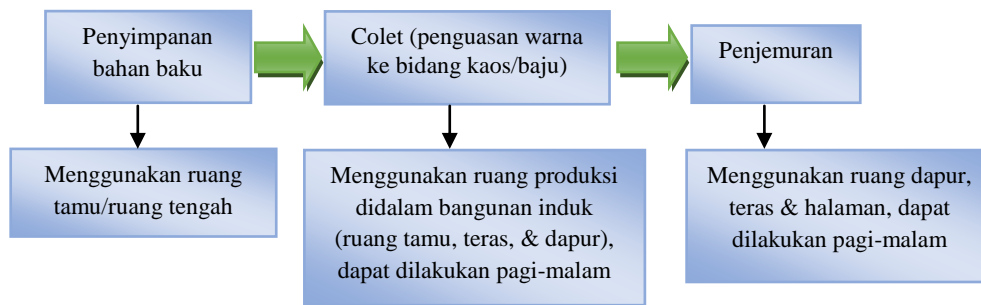 Penyimpanan
bahan baku
Colet (penguasan warna
ke bidang kaos/baju)
Penjemuran
Menggunakan ruang
tamu/ruang tengah
Menggunakan ruang produksi
didalam bangunan induk
(ruang tamu, teras, & dapur),
dapat dilakukan pagi-malam
Menggunakan ruang dapur,
teras & halaman, dapat
dilakukan pagi-malam